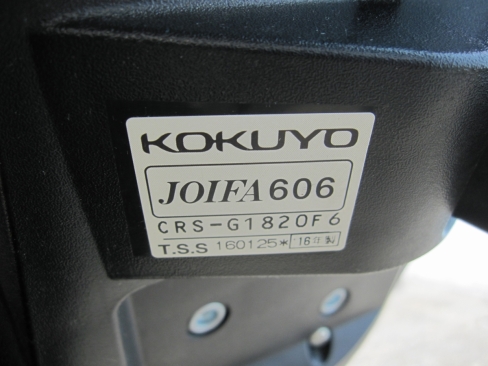 KOKUYO
JOIFA606
CRS-G1820F6
T.S.S 160125* 16年製